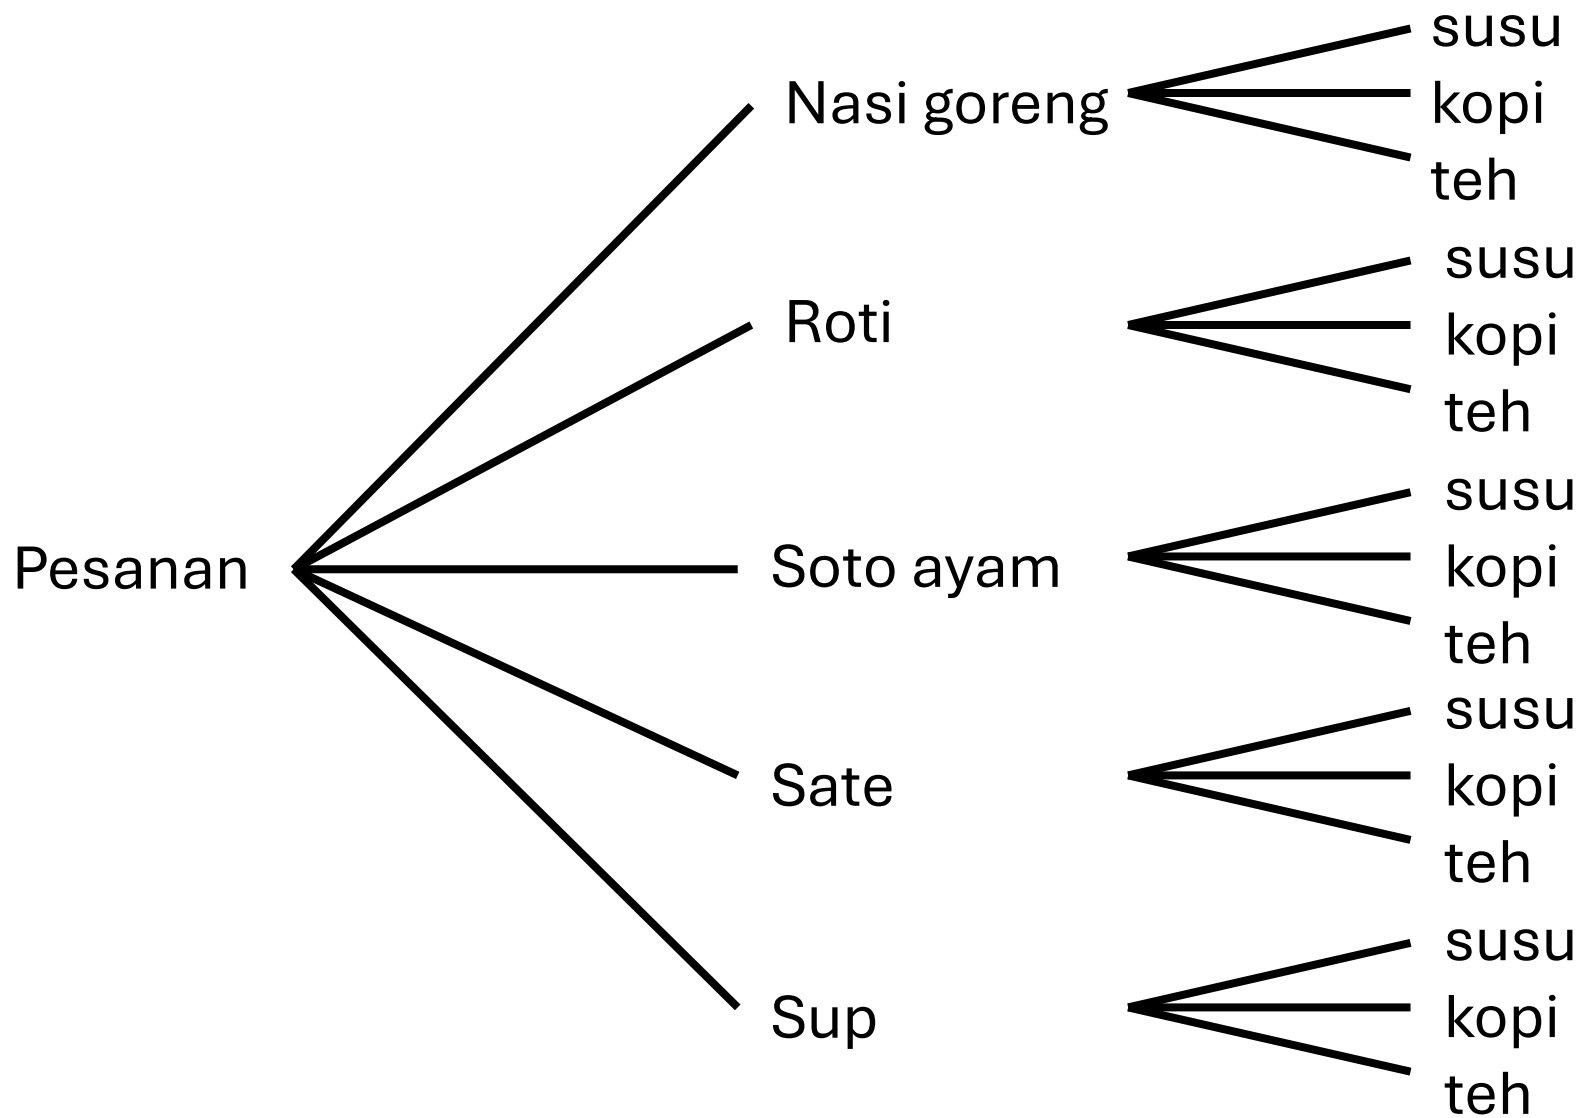 Pesanan
Nasi goreng
susu
kopi
teh
Roti
susu
kopi
teh
Soto ayam
susu
kopi
teh
Sate
susu
kopi
teh
Sup
susu
kopi
teh